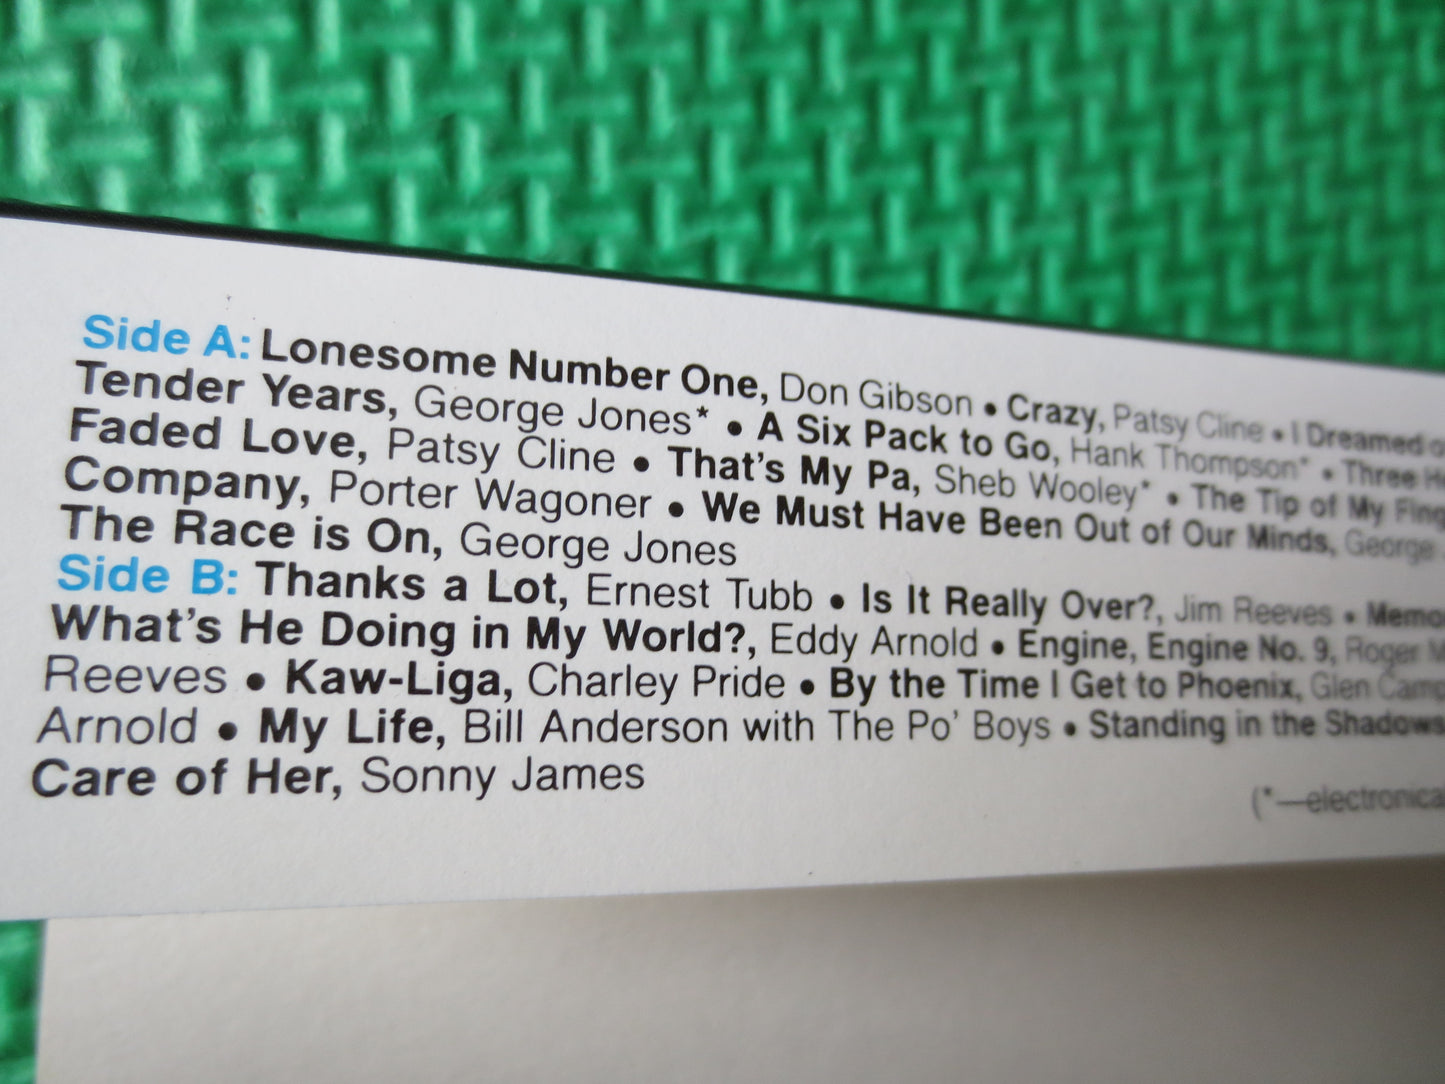 Side A: Lonesome Number One, Don Gibson • Crazy, Patsy Cline • I Dreamed
Tender Years, George Jones* • A Six Pack to Go, Hank Thompson* • Three
Faded Love, Patsy Cline • That's My Pa, Sheb Wooley* • The Tip of My
Company, Porter Wagoner • We Must Have Been Out of Our Minds, George
The Race is On, George Jones
Side B: Thanks a Lot, Ernest Tubb • Is It Really Over?, Jim Reeves •
What's He Doing in My World?, Eddy Arnold • Engine, Engine No. 9, Roger
Reeves • Kaw-Liga, Charley Pride • By the Time I Get to Phoenix, Glen
Arnold • My Life, Bill Anderson with The Po' Boys • Standing in the Shadows
Care of Her, Sonny James
(*—